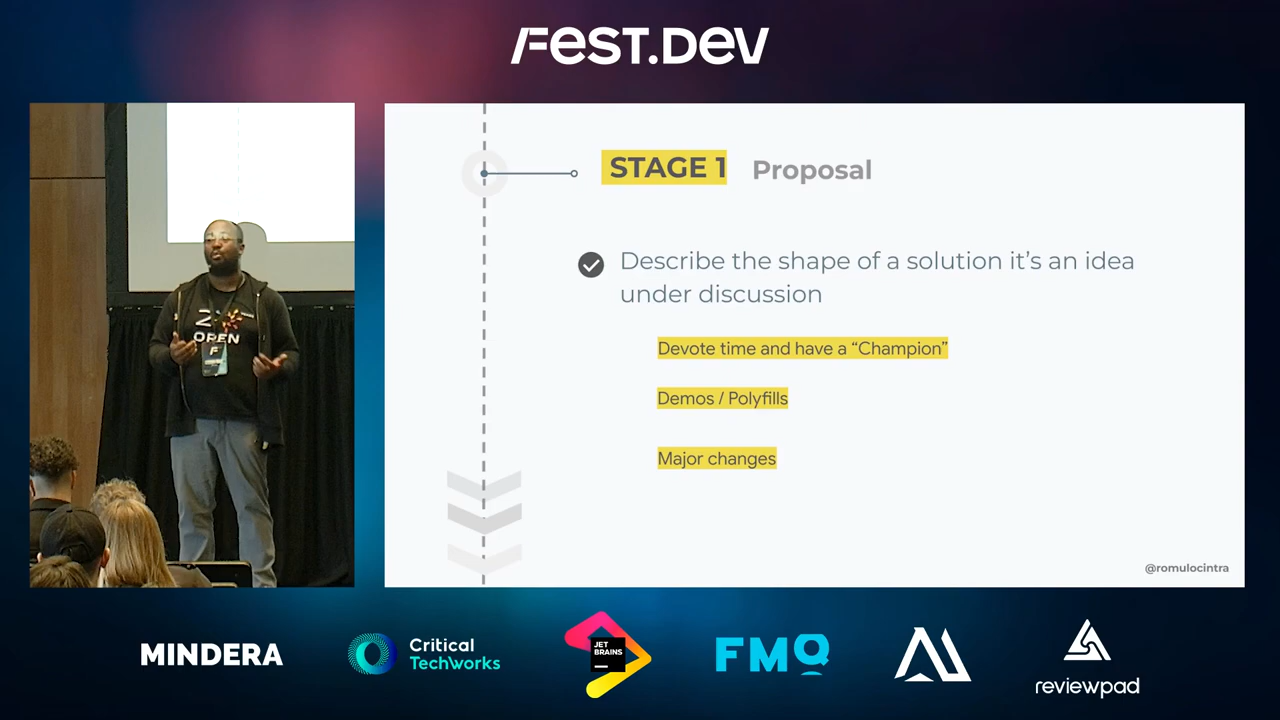 FEST.DEV
STAGE 1 Proposal
Describe the shape of a solution it's an idea
under discussion
Devote time and have a “Champion”
Demos / Polyfills
Major changes
@romulocintra
OPEN
F
MINDERA
Critical
TechWorks
JET
BRAINS
FMQ
reviewpad